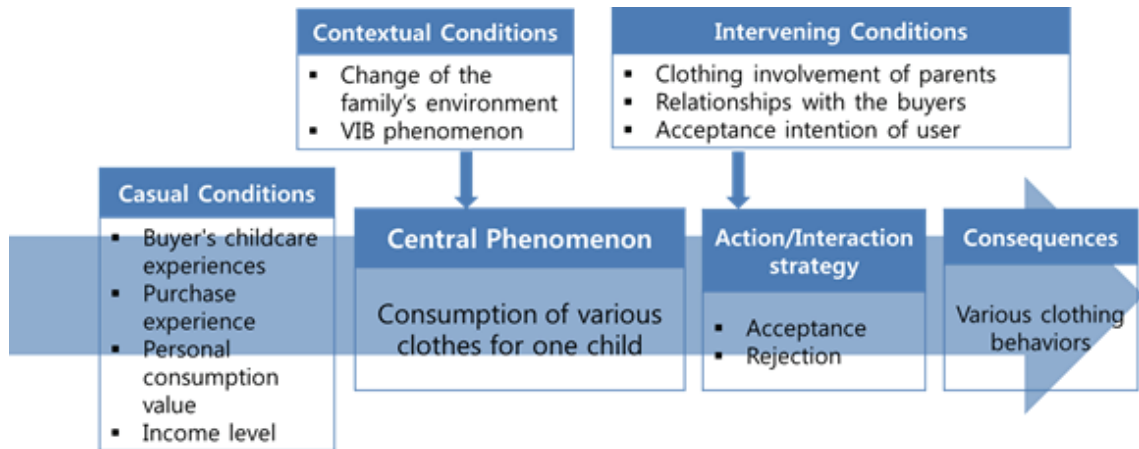 Contextual Conditions
▪ Change of the
family's environment
▪ VIB phenomenon
Intervening Conditions
▪ Clothing involvement of parents
▪ Relationships with the buyers
▪ Acceptance intention of user
Casual Conditions
▪ Buyer's childcare
experiences
▪ Purchase
experience
▪ Personal
consumption
value
▪ Income level
Central Phenomenon
Consumption of various
clothes for one child
Action/Interaction
strategy
▪ Acceptance
▪ Rejection
Consequences
Various clothing
behaviors